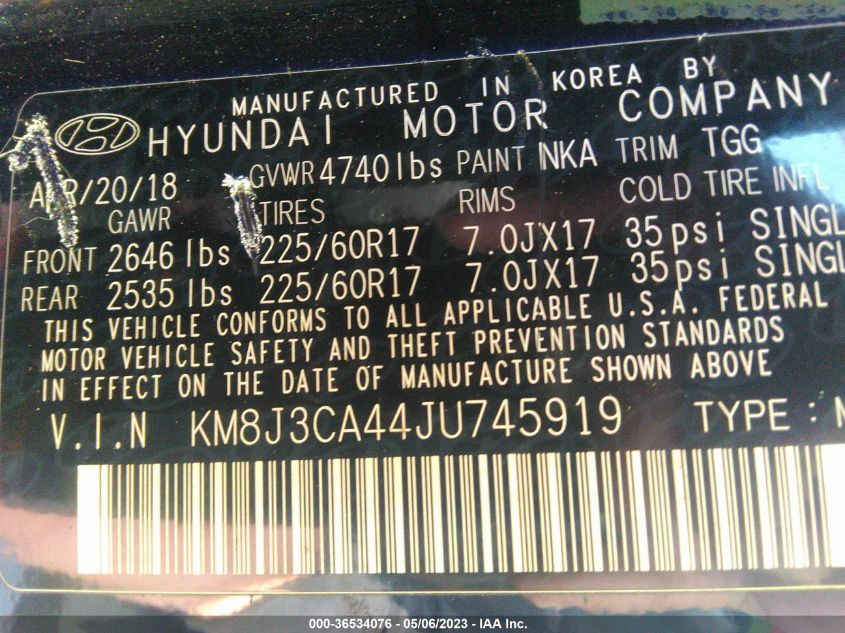 MANUFACTURED IN KOREA BY
HYUNDAI MOTOR COMPANY
APR/20/18 GVWR 4740lbs PAINT NKA TRIM TGG
GAWR TIRES RIMS COLD TIRE INFL
FRONT 2646 lbs 225/60R17 7.0JX17 35psi SINGL
REAR 2535 lbs 225/60R17 7.0JX17 35psi SINGL
THIS VEHICLE CONFORMS TO ALL APPLICABLE U.S.A. FEDERAL
MOTOR VEHICLE SAFETY AND THEFT PREVENTION STANDARDS
IN EFFECT ON THE DATE OF MANUFACTURE SHOWN ABOVE
V.I.N KM8J3CA44JU745919 TYPE : M
000-36534076 - 05/06/2023 - IAA Inc.